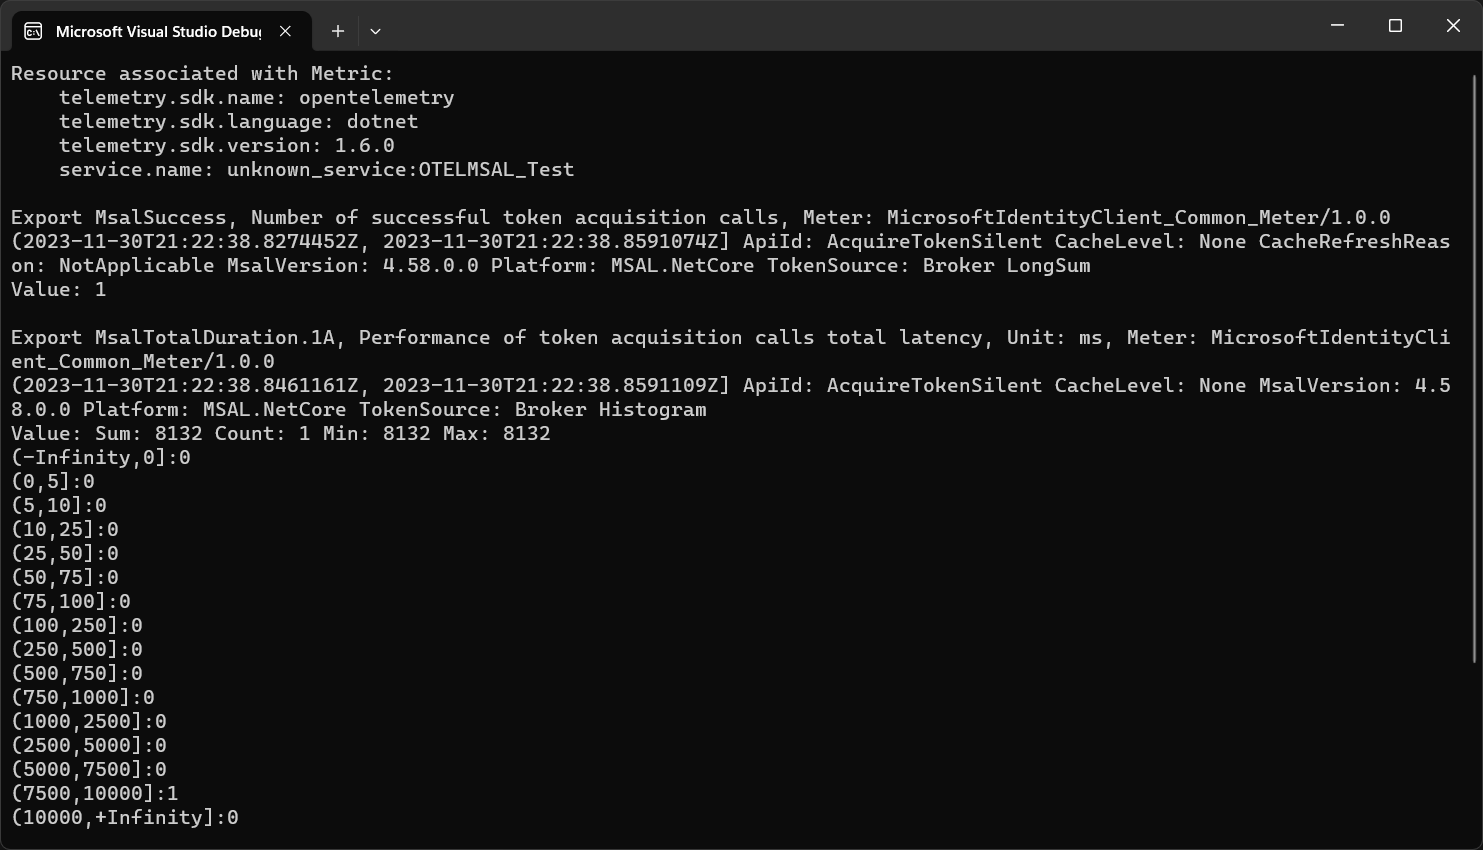 Microsoft Visual Studio Debug
Resource associated with Metric:
    telemetry.sdk.name: opentelemetry
    telemetry.sdk.language: dotnet
    telemetry.sdk.version: 1.6.0
    service.name: unknown_service:OTELMSAL_Test

Export MsalSuccess, Number of successful token acquisition calls, Meter: MicrosoftIdentityClient_Common_Meter/1.0.0
(2023-11-30T21:22:38.8274452Z, 2023-11-30T21:22:38.8591074Z] ApiId: AcquireTokenSilent CacheLevel: None CacheRefreshReas
on: NotApplicable MsalVersion: 4.58.0.0 Platform: MSAL.NetCore TokenSource: Broker LongSum
Value: 1

Export MsalTotalDuration.1A, Performance of token acquisition calls total latency, Unit: ms, Meter: MicrosoftIdentityCli
ent_Common_Meter/1.0.0
(2023-11-30T21:22:38.8461161Z, 2023-11-30T21:22:38.8591109Z] ApiId: AcquireTokenSilent CacheLevel: None MsalVersion: 4.5
8.0.0 Platform: MSAL.NetCore TokenSource: Broker Histogram
Value: Sum: 8132 Count: 1 Min: 8132 Max: 8132
(-Infinity,0]:0
(0,5]:0
(5,10]:0
(10,25]:0
(25,50]:0
(50,75]:0
(75,100]:0
(100,250]:0
(250,500]:0
(500,750]:0
(750,1000]:0
(1000,2500]:0
(2500,5000]:0
(5000,7500]:0
(7500,10000]:1
(10000,+Infinity]:0